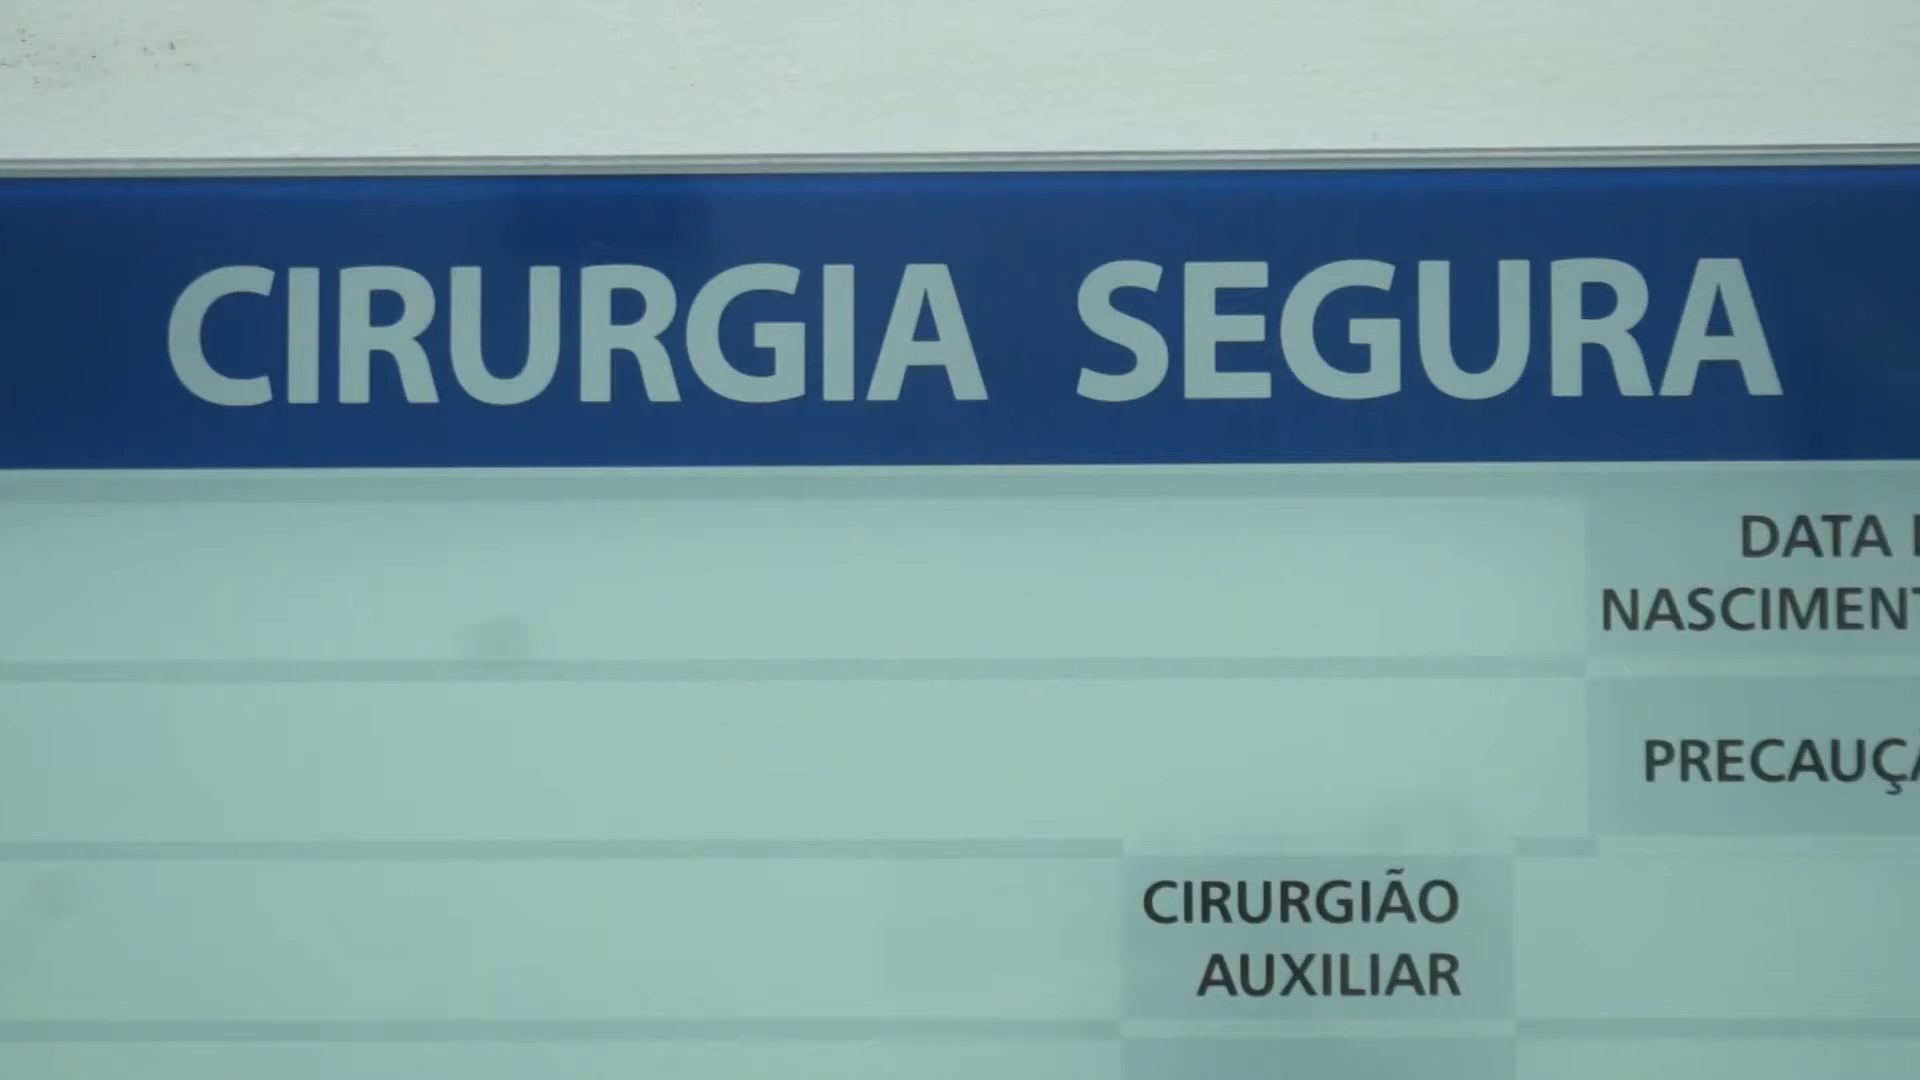 CIRURGIA SEGURA
DATA
NASCIMENT
PRECAUÇ
CIRURGIÃO
AUXILIAR